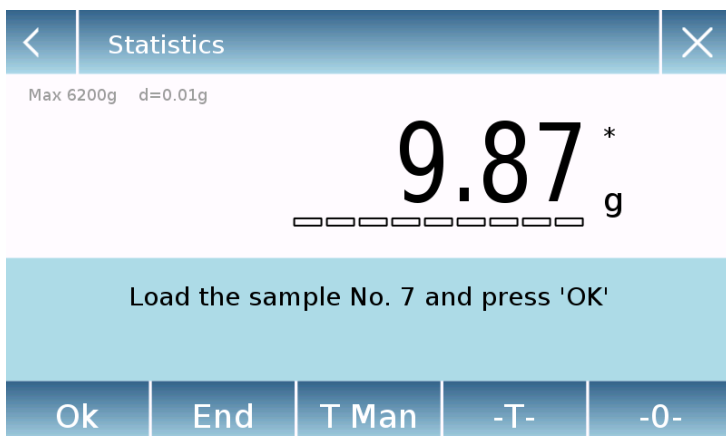 Statistics
Max 6200g d=0.01g
9.87 * g
Load the sample No. 7 and press 'OK'
Ok End T Man -T- -0-